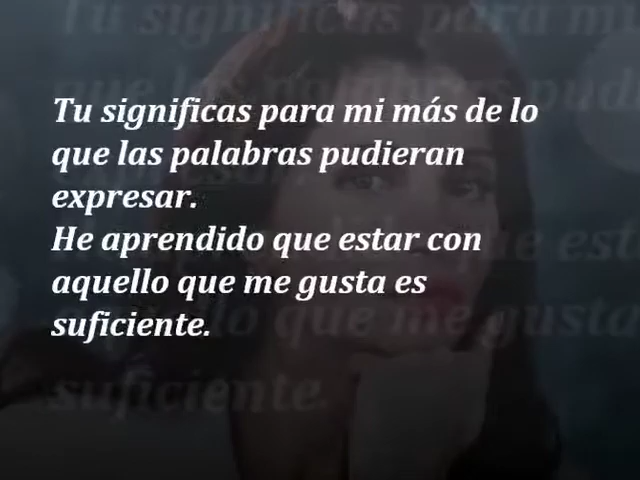 Tu significas para mi más de lo
que las palabras pudieran
expresar.
He aprendido que estar con
aquello que me gusta es
suficiente.